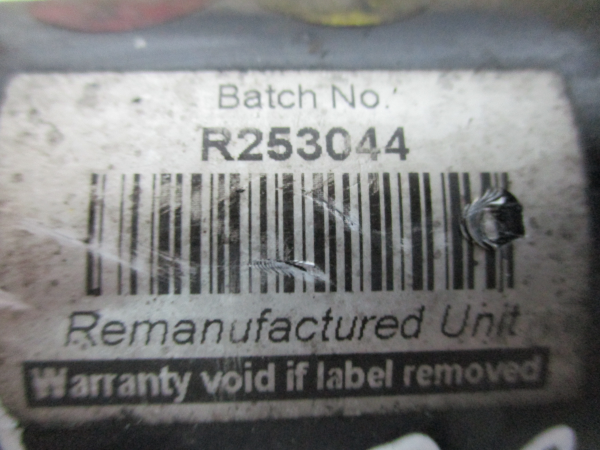 Batch No.
R253044
Remanufactured Unit
Warranty void if label removed